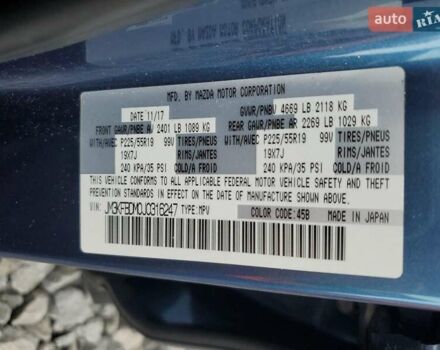 auto RIA.com
MFD. BY MAZDA MOTOR CORPORATION
DATE 11/17 GVWR/PNBV 4669 LB 2118 KG
FRONT GAWR/PNBE AV 2401 LB 1089 KG REAR GAWR/PNBE AR 2269 LB 1029 KG
WITH/AVEC P225/55R19 99V TIRES/PNEUS WITH/AVEC P225/55R19 99V TIRES/PNEUS
19X7J RIMS/JANTES 19X7J RIMS/JANTES
240 KPA/35 PSI COLD/A FROID 240 KPA/35 PSI COLD/A FROID
THIS VEHICLE CONFORMS TO ALL APPLICABLE FEDERAL MOTOR VEHICLE SAFETY AND
THEFT PREVENTION STANDARDS IN EFFECT ON THE DATE OF MANUFACTURE SHOWN ABOVE.
VIN: JM3KFBDM0J0316247 TYPE:MPV COLOR CODE:45B MADE IN JAPAN